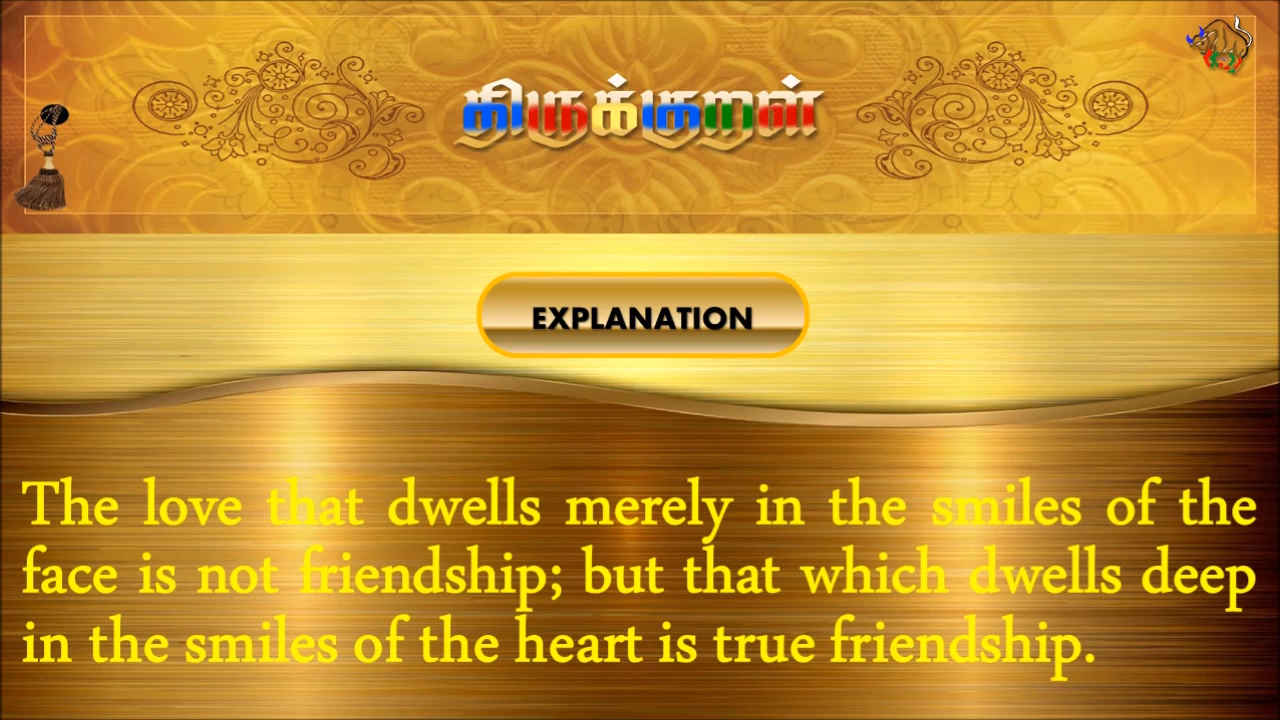 திருக்குறள்
EXPLANATION
The love that dwells merely in the smiles of the
face is not friendship; but that which dwells deep
in the smiles of the heart is true friendship.